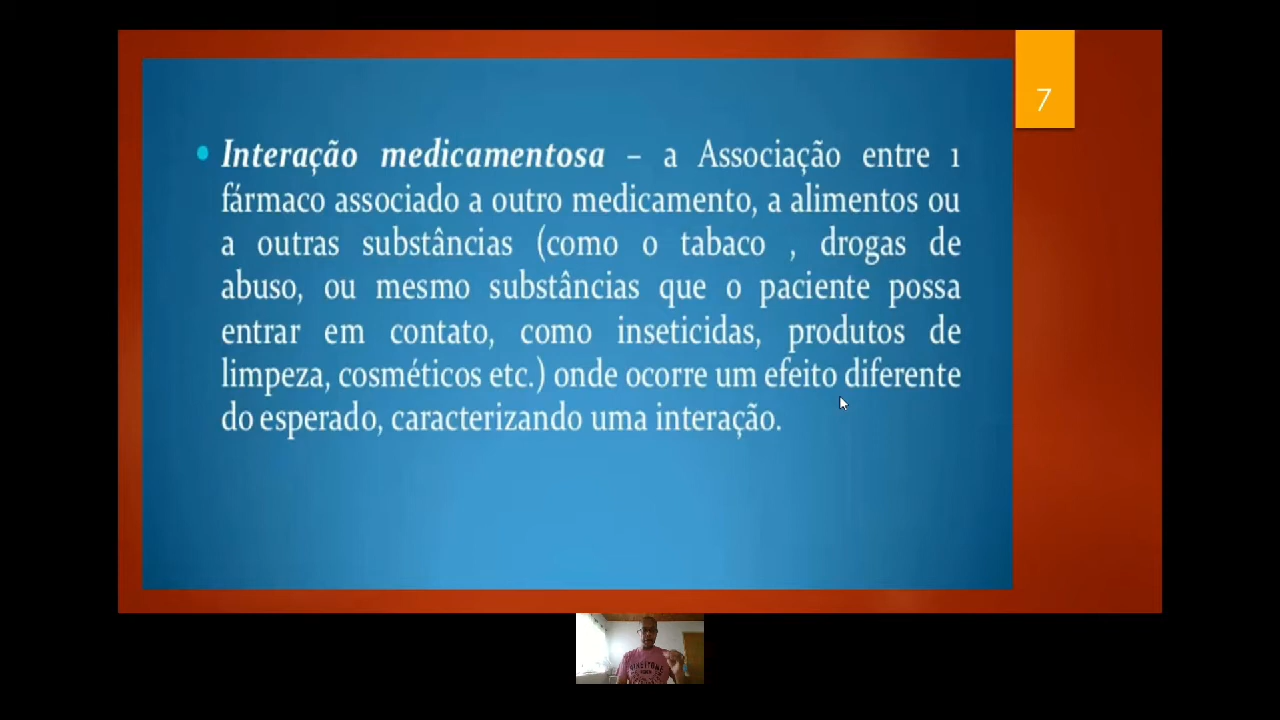 7
Interação medicamentosa – a Associação entre 1
fármaco associado a outro medicamento, a alimentos ou
a outras substâncias (como o tabaco , drogas de
abuso, ou mesmo substâncias que o paciente possa
entrar em contato, como inseticidas, produtos de
limpeza, cosméticos etc.) onde ocorre um efeito diferente
do esperado, caracterizando uma interação.